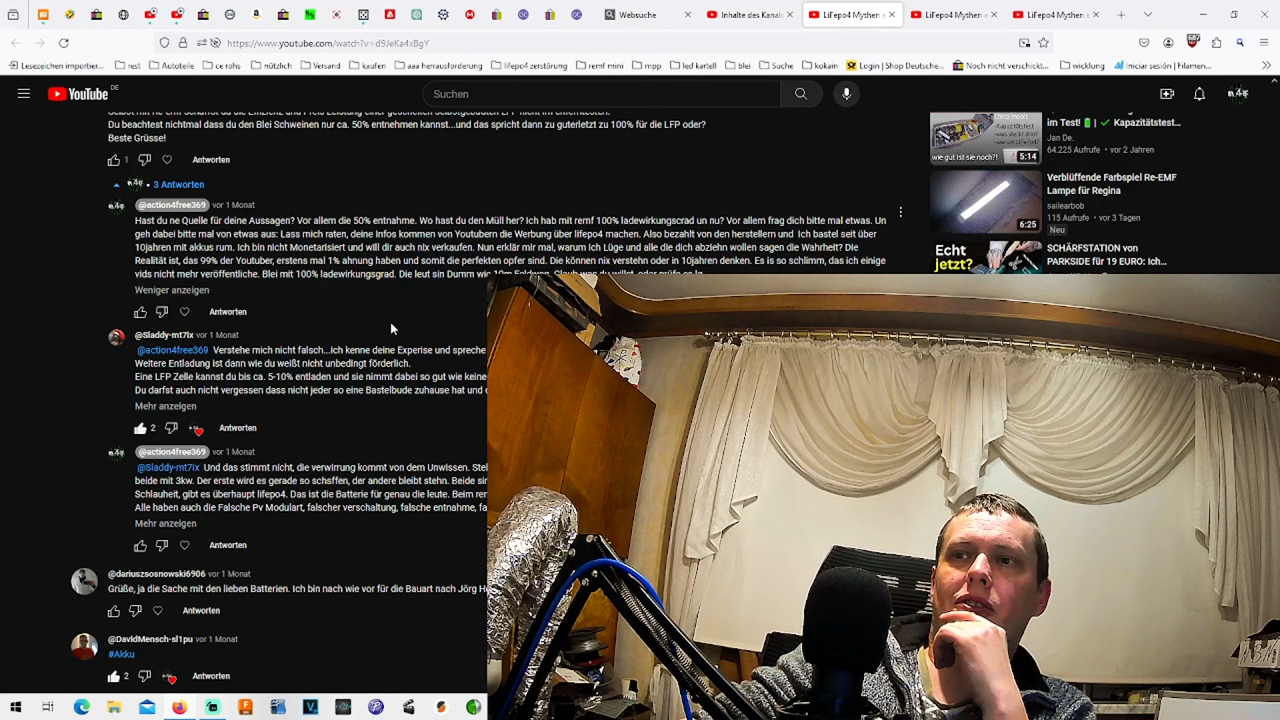 Websuche
Inhalte des Kanals
LiFepo4 Mythen
LiFepo4 Mythen
LiFepo4 Mythen
https://www.youtube.com/watch?v=d9JeKa4xBgY
Lesezeichen importier...
rest
Autoteile
ce rohs
nützlich
Versand
kaufen
aaa herrausforderung
lifepo4 zerstörung
remf mini
mpp
led kartell
blei
Suche
kokain
Login | Shop Deutsche...
Noch nicht verschickt...
wicklung
Iniciar sesión | Filamen...
YouTube DE
Suchen
Du beachtest nichtmal dass du den Blei Schweinen nur ca. 50% entnehmen kannst...und das spricht dann zu guterletzt zu 100% für die LFP oder?
Beste Grüsse!
1 Antworten
3 Antworten
@action4free369 vor 1 Monat
Hast du ne Quelle für deine Aussagen? Vor allem die 50% entnahme. Wo hast du den Müll her? Ich hab mit remf 100% ladewirkungscrad un nu? Vor allem frag dich bitte mal etwas. Un
geh dabei bitte mal von etwas aus: Lass mich raten, deine Infos kommen von Youtubern die Werbung über lifepo4 machen. Also bezahlt von den herstellern und Ich bastel seit über
10jahren mit akkus rum. Ich bin nicht Monetarisiert und will dir auch nix verkaufen. Nun erklär mir mal, warum Ich Lüge und alle die dich abziehn wollen sagen die Wahrheit? Die
Realität ist, das 99% der Youtuber, erstens mal 1% ahnung haben und somit die perfekten opfer sind. Die können nix verstehn oder in 10jahren denken. Es is so schlimm, das ich einige
vids nicht mehr veröffentliche. Blei mit 100% ladewirkungsgrad. Die leut sin Dumm wie
Weniger anzeigen
Antworten
@Sladdy-mt7ix vor 1 Monat
@action4free369 Verstehe mich nicht falsch...ich kenne deine Experise und spreche
Weitere Entladung ist dann wie du weißt nicht unbedingt förderlich.
Eine LFP Zelle kannst du bis ca. 5-10% entladen und sie nimmt dabei so gut wie keine
Du darfst auch nicht vergessen dass nicht jeder so eine Bastelbude zuhause hat und
Mehr anzeigen
2 Antworten
@action4free369 vor 1 Monat
@Sladdy-mt7ix Und das stimmt nicht, die verwirrung kommt von dem Unwissen. Stel
beide mit 3kw. Der erste wird es gerade so schsffen, der andere bleibt stehn. Beide sin
Schlauheit, gibt es überhaupt lifepo4. Das ist die Batterie für genau die leute. Beim rem
Alle haben auch die Falsche Pv Modulart, falscher verschaltung, falsche entnahme, fa
Mehr anzeigen
Antworten
@dariuszsosnowski6906 vor 1 Monat
Grüße, ja die Sache mit den lieben Batterien. Ich bin nach wie vor für die Bauart nach Jörg
Antworten
@DavidMensch-sl1pu vor 1 Monat
#Akku
2 Antworten
wie gut ist sie noch?!
5:14
im Test! | Kapazitätstest...
Jan De.
64.225 Aufrufe • vor 2 Jahren
6:25
Verblüffende Farbspiel Re-EMF
Lampe für Regina
sailearbob
115 Aufrufe • vor 3 Tagen
Neu
Echt
jetzt?
SCHÄRFSTATION von
PARKSIDE für 19 EURO: Ich...